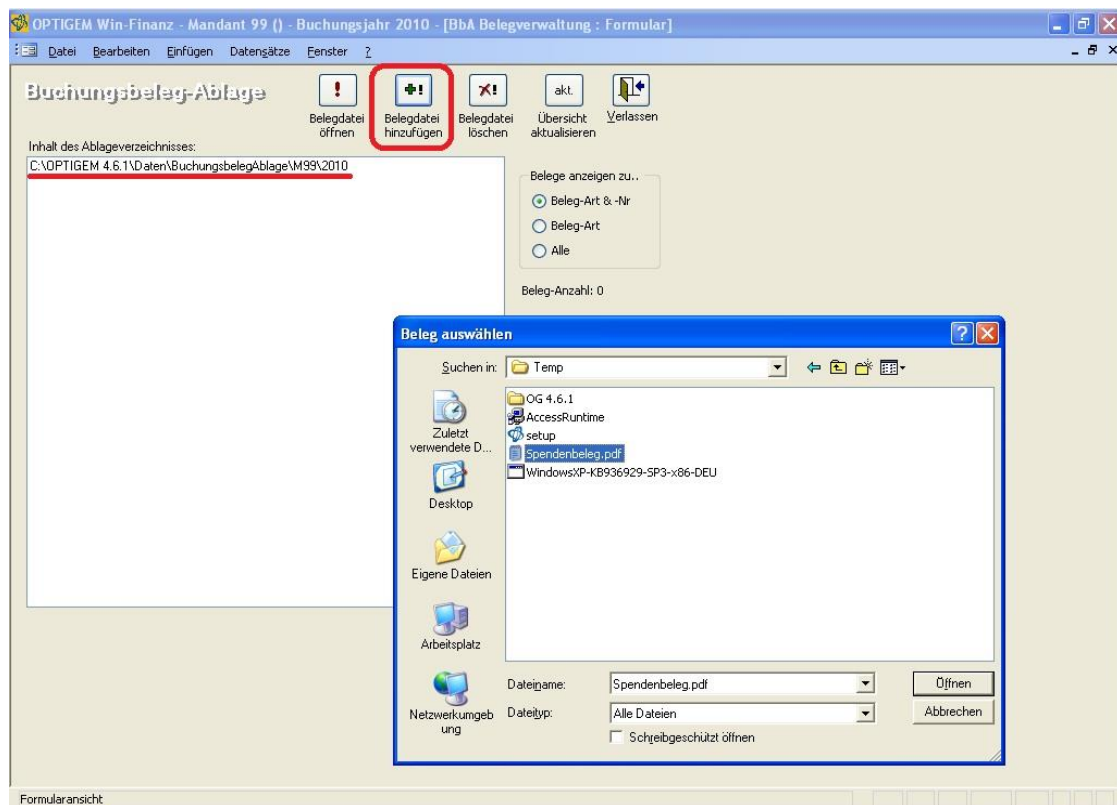 OPTIGEM Win-Finanz - Mandant 99 () - Buchungsjahr 2010 - [BbA Belegverwaltung : Formular]
Datei Bearbeiten Einfügen Datensätze Fenster ?
Buchungsbeleg-Ablage
Belegdatei öffnen
Belegdatei hinzufügen
Belegdatei löschen
akt.
Übersicht aktualisieren
Verlassen
Inhalt des Ablageverzeichnisses:
C:\OPTIGEM 4.6.1\Daten\BuchungsbelegAblage\M99\2010
Belege anzeigen zu..
Beleg-Art & -Nr
Beleg-Art
Alle
Beleg-Anzahl: 0
Beleg auswählen
Suchen in: Temp
Zuletzt verwendete D...
Desktop
Eigene Dateien
Arbeitsplatz
Netzwerkumgebung
OG 4.6.1
AccessRuntime
setup
Spendenbeleg.pdf
WindowsXP-KB936929-SP3-x86-DEU
Dateiname: Spendenbeleg.pdf Öffnen
Dateityp: Alle Dateien Abbrechen
Schreibgeschützt öffnen
Formularansicht